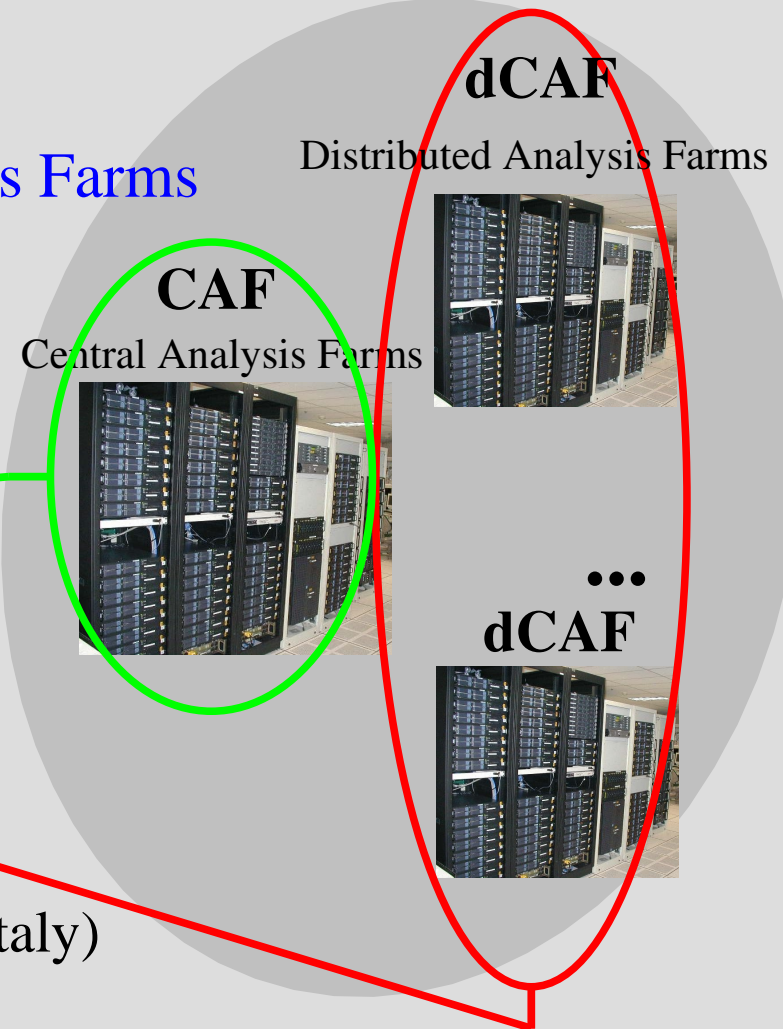 dCAF
Distributed Analysis Farms
s Farms
CAF
Central Analysis Farms
...
dCAF
taly)